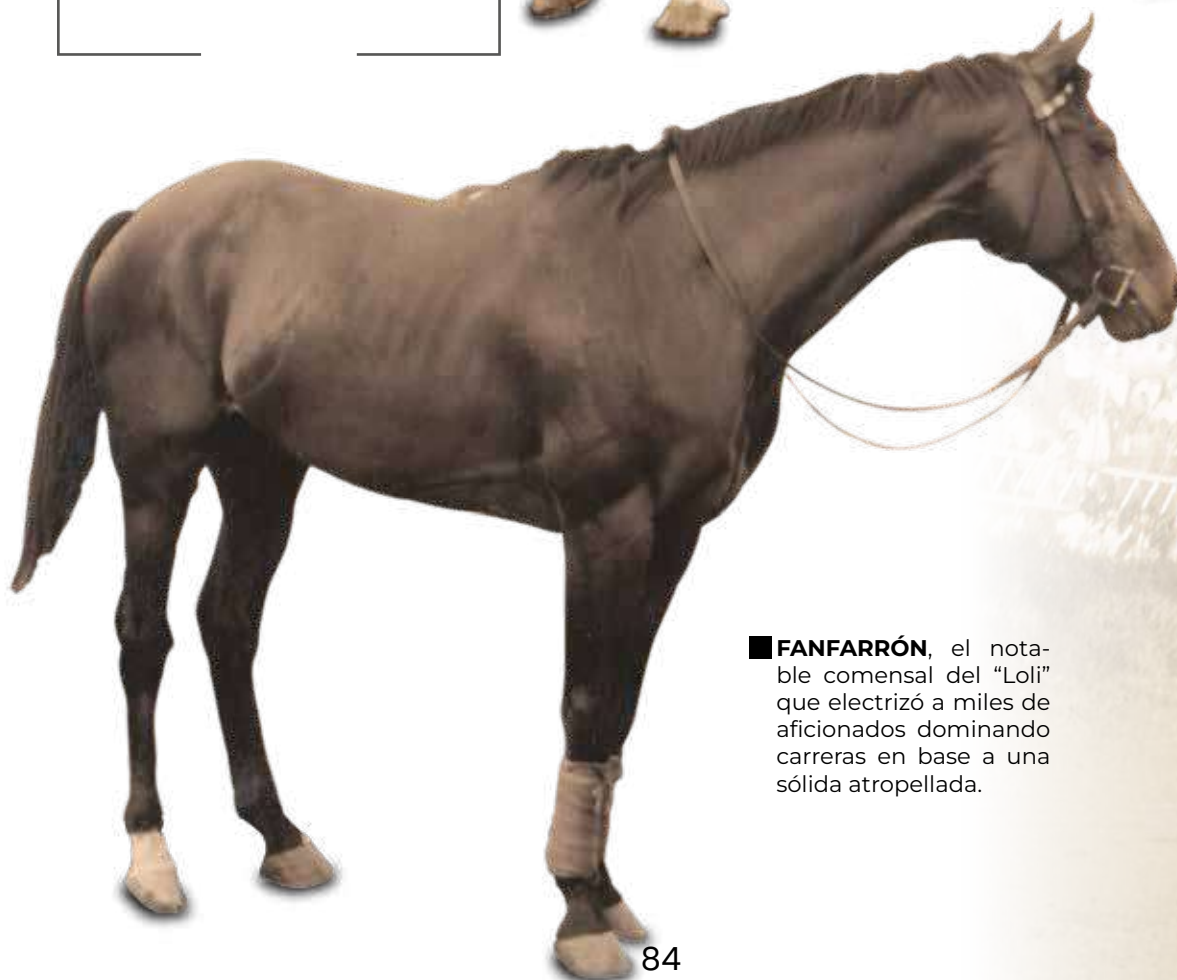 FANFARRÓN, el nota-
ble comensal del “Loli”
que electrizó a miles de
aficionados dominando
carreras en base a una
sólida atropellada.
84